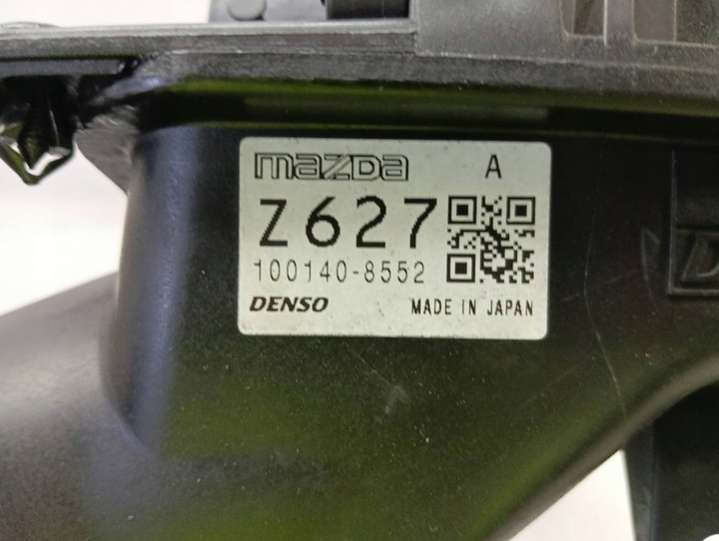 mazda A
Z627
100140-8552
DENSO MADE IN JAPAN